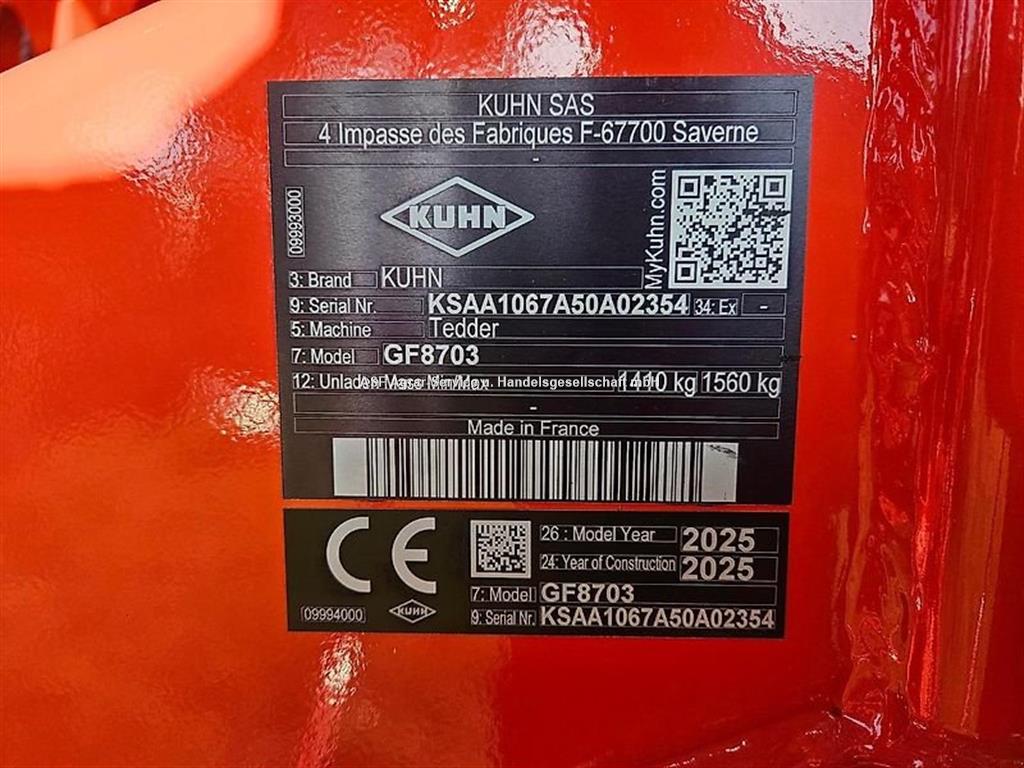 KUHN SAS
4 Impasse des Fabriques F-67700 Saverne
-
09993000
KUHN
MyKuhn.com
3: Brand KUHN
9: Serial Nr. KSAA1067A50A02354 34: Ex -
5: Machine Tedder
7: Model GF8703
12: Unladen Mass Min/Max 1410 kg 1560 kg
Handelsgesellschaft mbH
-
Made in France
CE
26 : Model Year 2025
24: Year of Construction 2025
7: Model GF8703
9: Serial Nr. KSAA1067A50A02354
09994000
KUHN